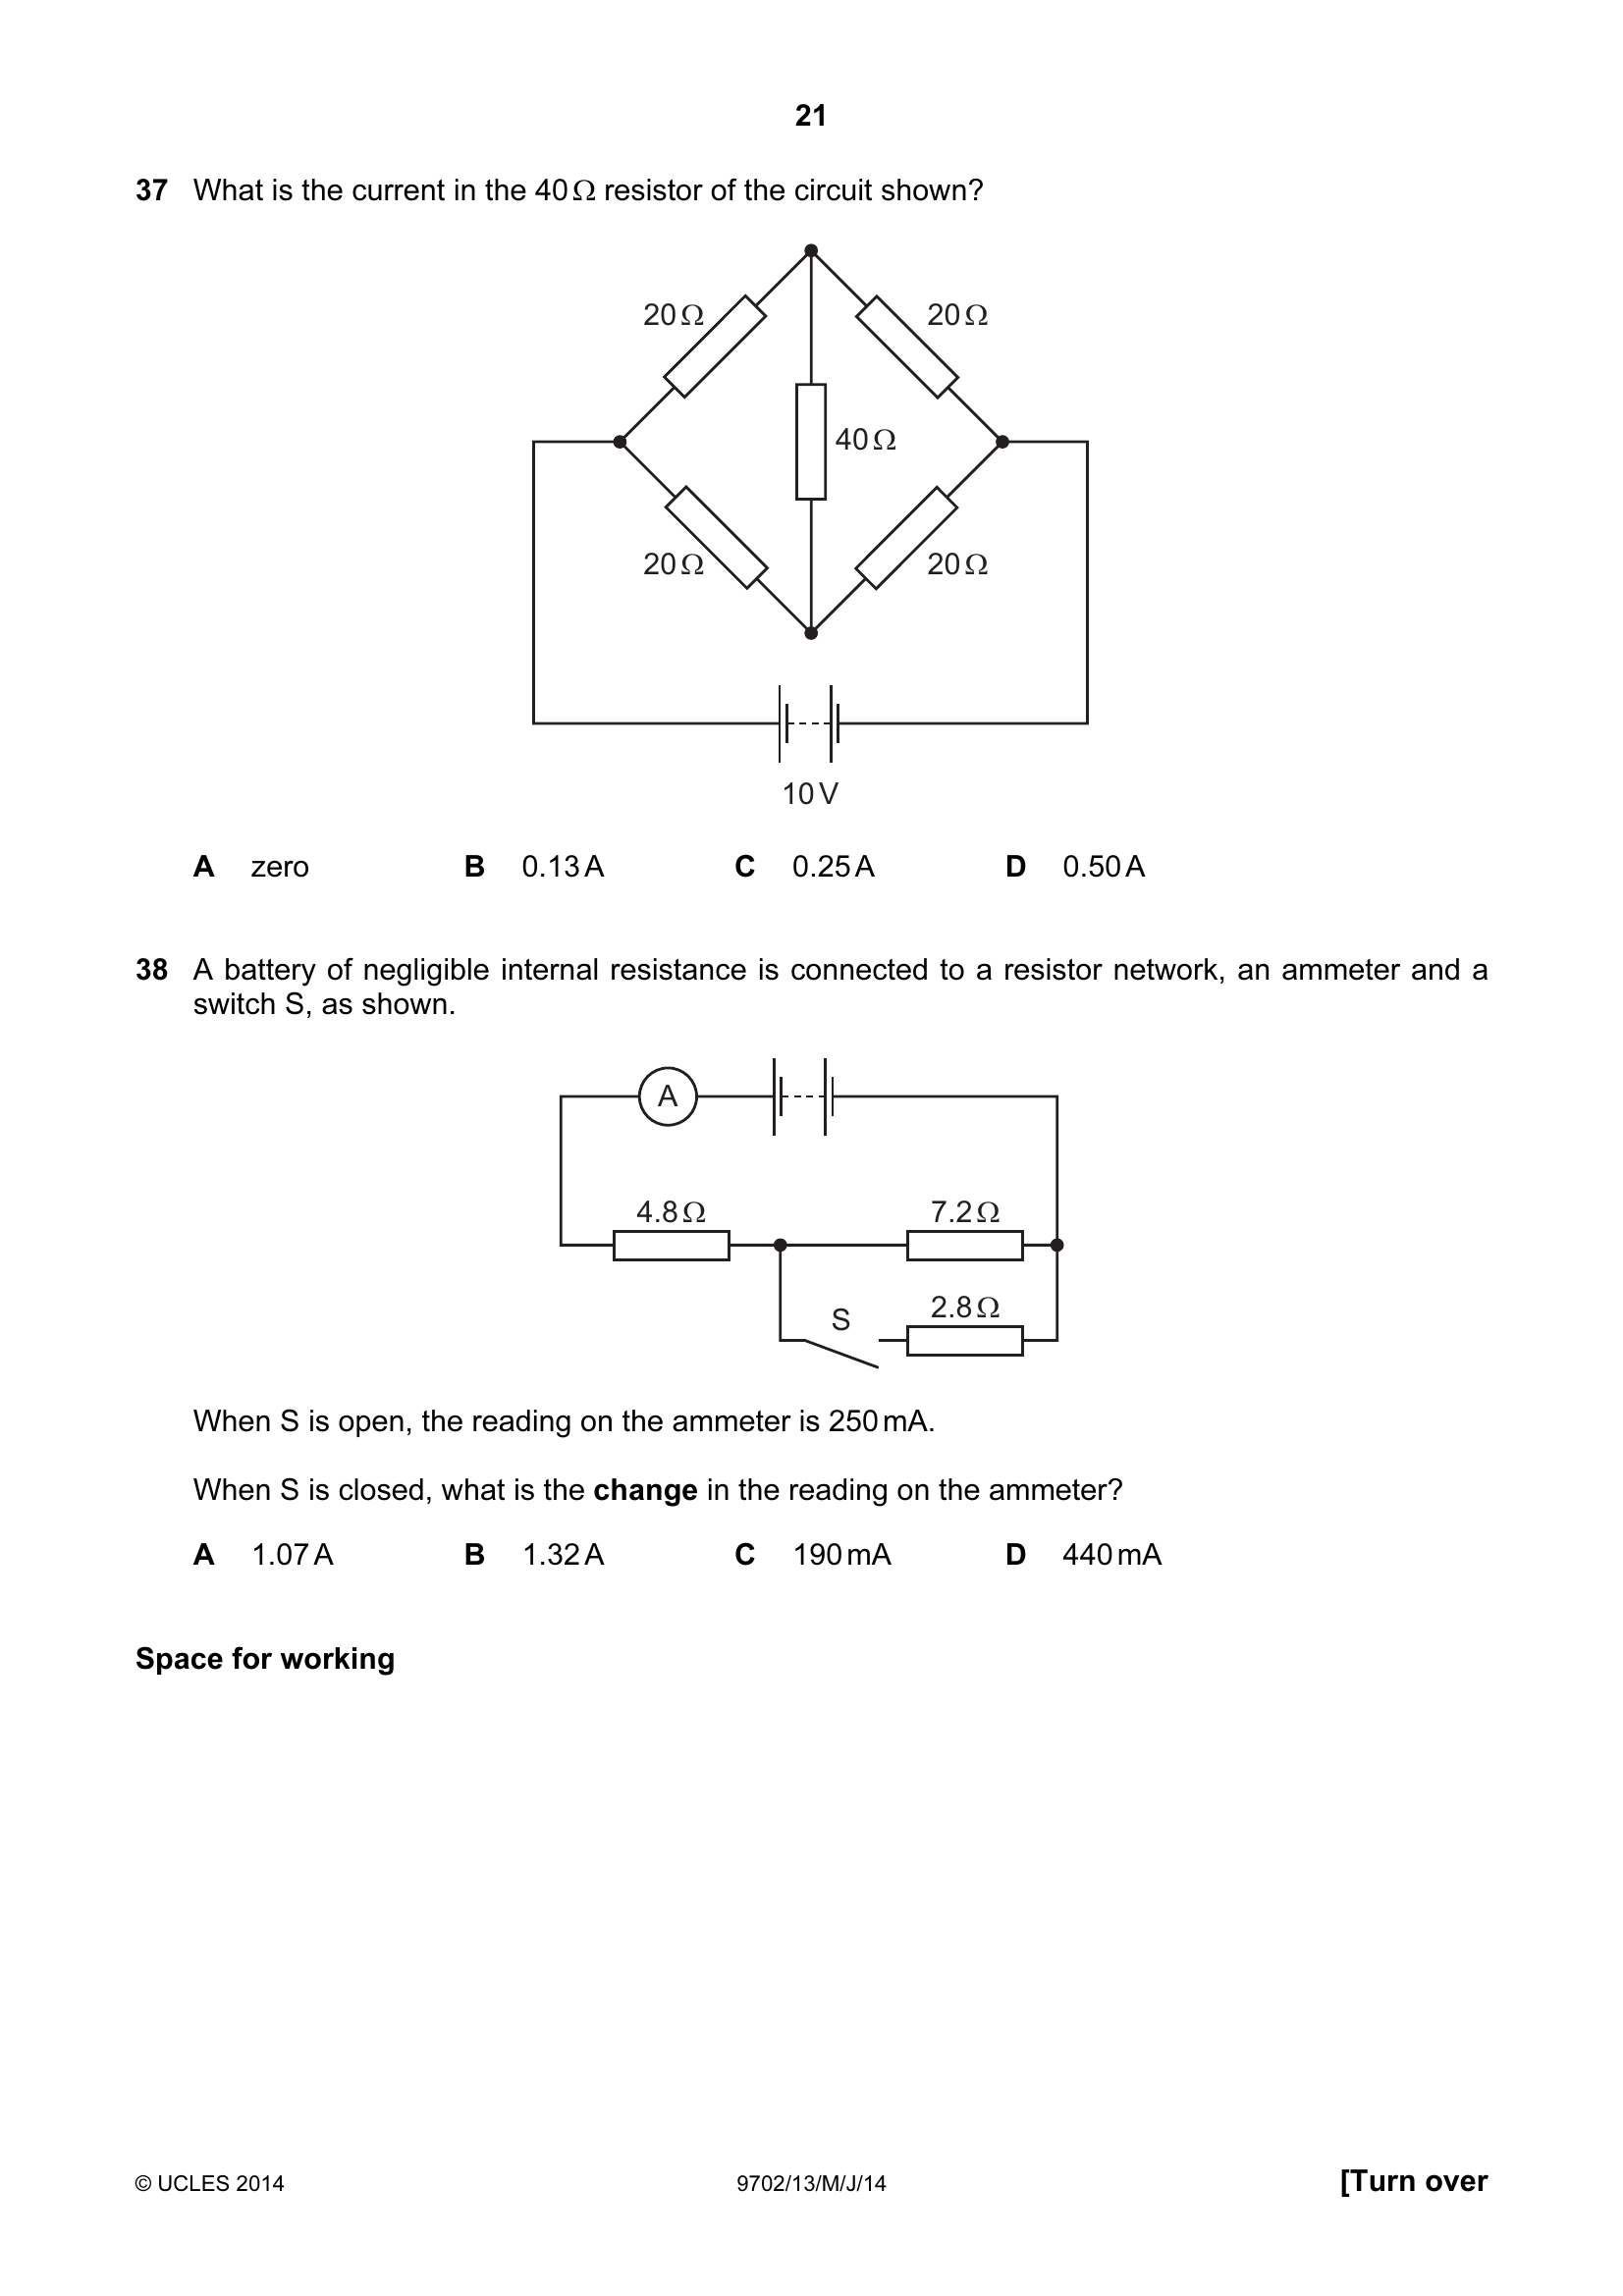 21
37 What is the current in the 40 Ω resistor of the circuit shown?
20 Ω 20 Ω
40 Ω
20 Ω 20 Ω
10 V
A zero B 0.13 A C 0.25 A D 0.50 A
38 A battery of negligible internal resistance is connected to a resistor network, an ammeter and a
switch S, as shown.
A
4.8 Ω 7.2 Ω
S 2.8 Ω
When S is open, the reading on the ammeter is 250 mA.
When S is closed, what is the change in the reading on the ammeter?
A 1.07 A B 1.32 A C 190 mA D 440 mA
Space for working
© UCLES 2014 9702/13/M/J/14 [Turn over